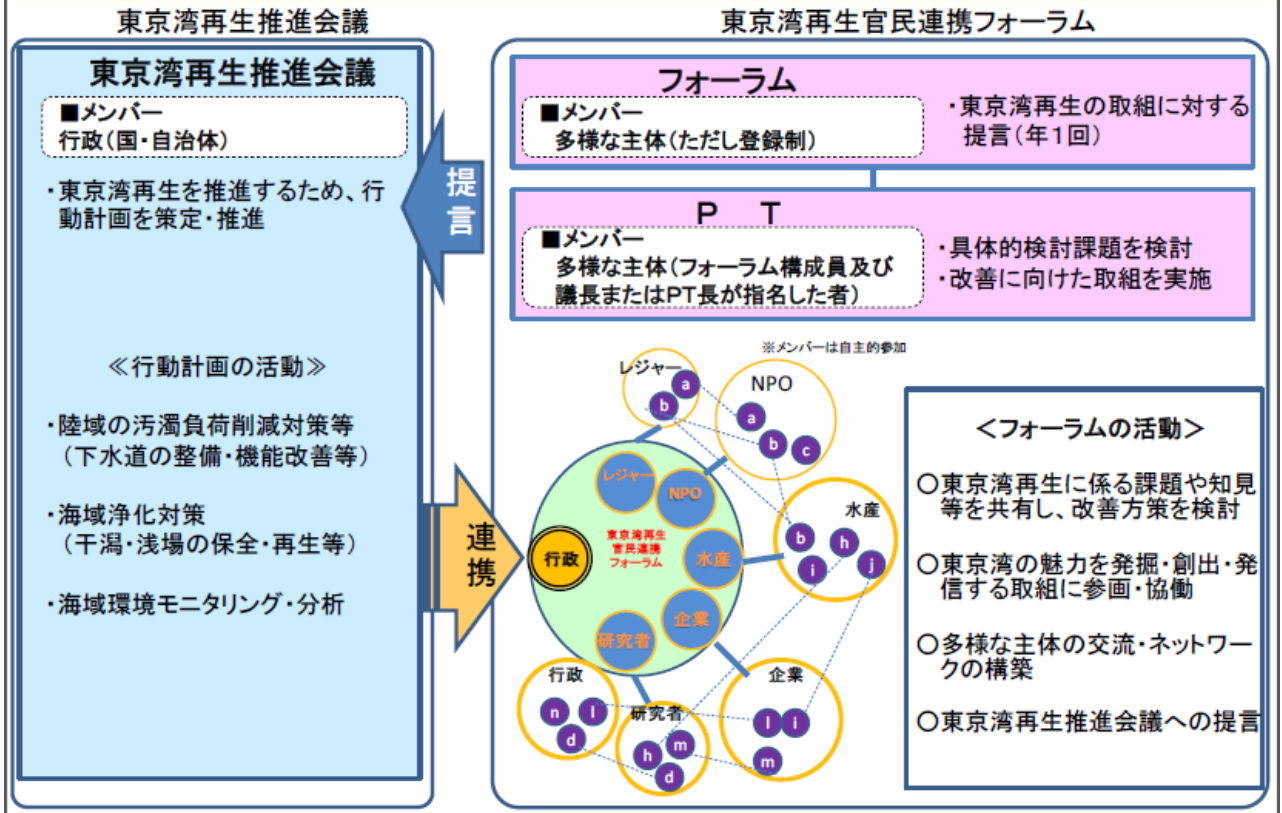 東京湾再生推進会議
東京湾再生推進会議
■メンバー
行政(国・自治体)
・東京湾再生を推進するため、行
動計画を策定・推進
≪行動計画の活動≫
・陸域の汚濁負荷削減対策等
(下水道の整備・機能改善等)
・海域浄化対策
(干潟・浅場の保全・再生等)
・海域環境モニタリング・分析
提言
連携
東京湾再生官民連携フォーラム
フォーラム
■メンバー
多様な主体(ただし登録制)
・東京湾再生の取組に対する
提言(年1回)
P T
■メンバー
多様な主体(フォーラム構成員及び
議長またはPT長が指名した者)
・具体的検討課題を検討
・改善に向けた取組を実施
※メンバーは自主的参加
レジャー
a
b
NPO
a
b
c
水産
b
h
i
j
レジャー
NPO
水産
企業
研究者
行政
東京湾再生
官民連携
フォーラム
行政
n
l
d
研究者
h
m
d
企業
l
i
m
<フォーラムの活動>
○東京湾再生に係る課題や知見
等を共有し、改善方策を検討
○東京湾の魅力を発掘・創出・発
信する取組に参画・協働
○多様な主体の交流・ネットワー
クの構築
○東京湾再生推進会議への提言